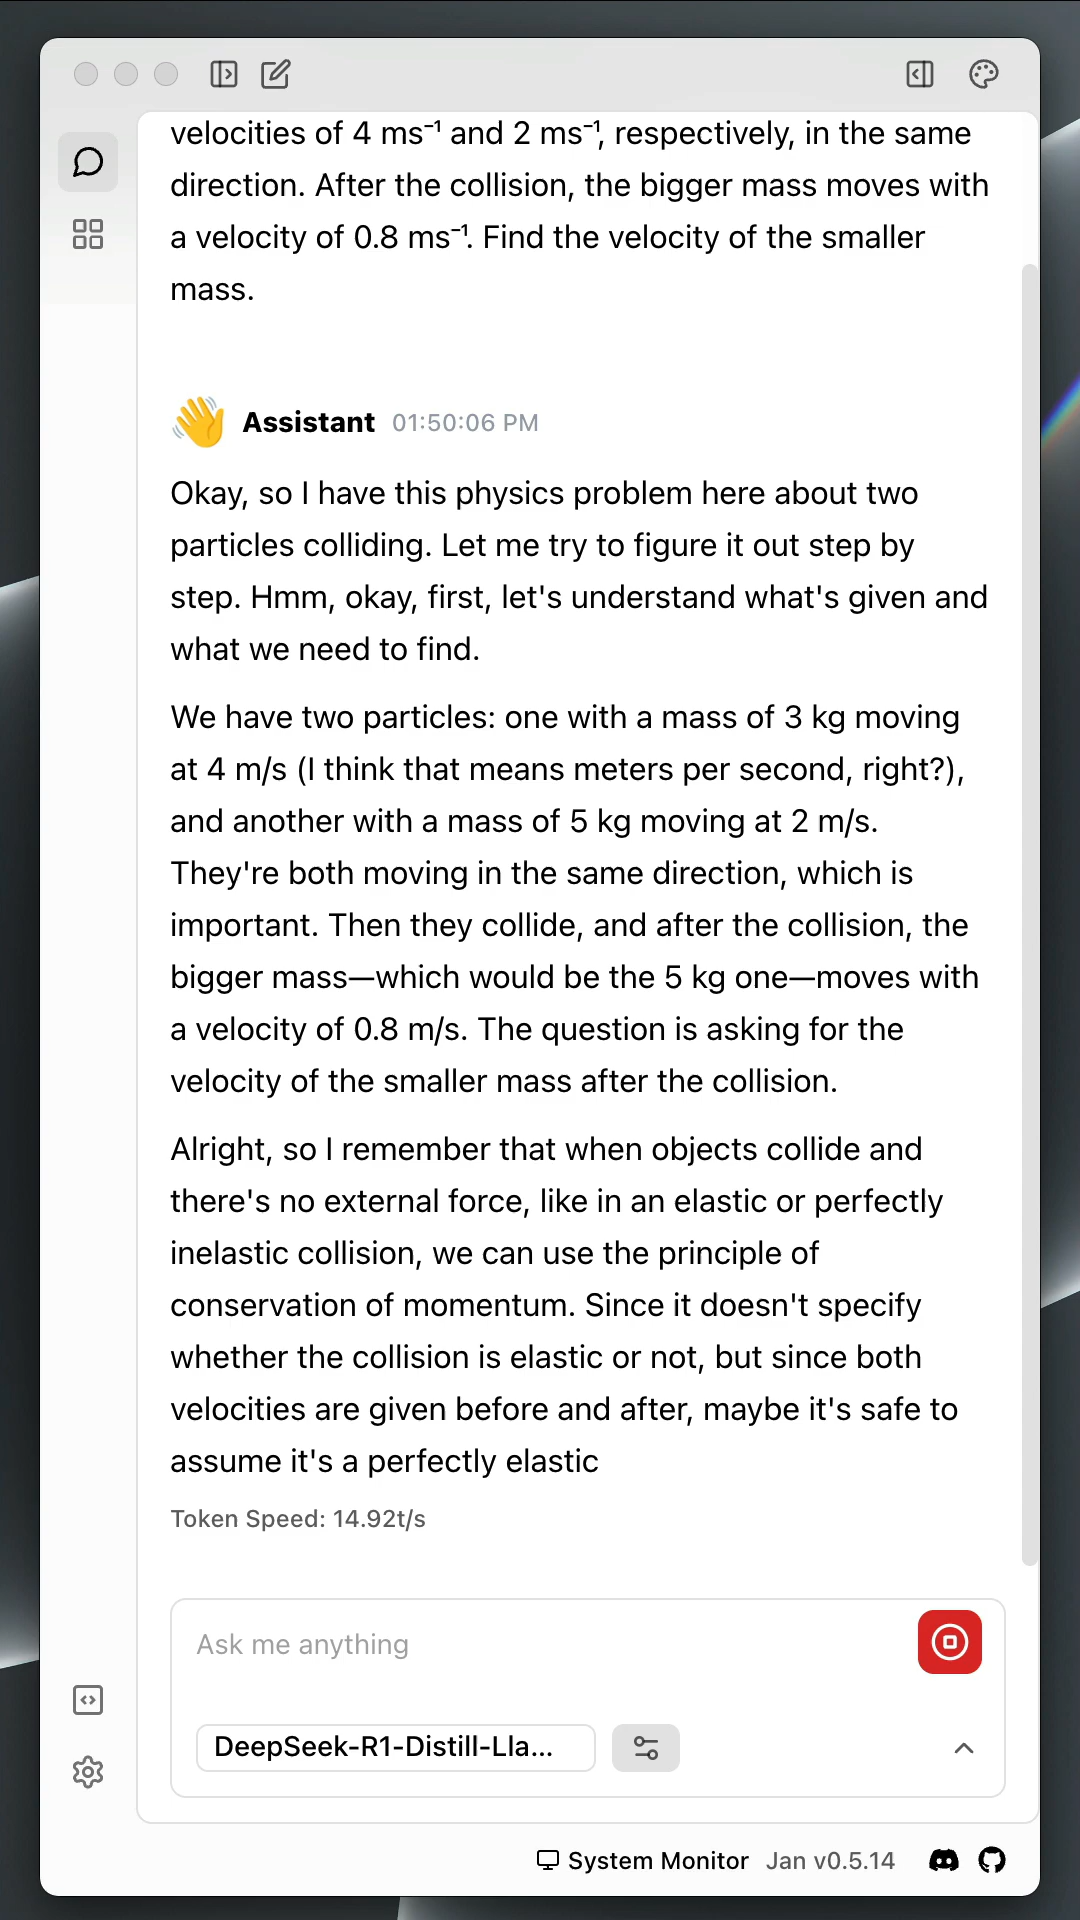 velocities of 4 ms⁻¹ and 2 ms⁻¹, respectively, in the same
direction. After the collision, the bigger mass moves with
a velocity of 0.8 ms⁻¹. Find the velocity of the smaller
mass.
Assistant 01:50:06 PM
Okay, so I have this physics problem here about two
particles colliding. Let me try to figure it out step by
step. Hmm, okay, first, let's understand what's given and
what we need to find.
We have two particles: one with a mass of 3 kg moving
at 4 m/s (I think that means meters per second, right?),
and another with a mass of 5 kg moving at 2 m/s.
They're both moving in the same direction, which is
important. Then they collide, and after the collision, the
bigger mass—which would be the 5 kg one—moves with
a velocity of 0.8 m/s. The question is asking for the
velocity of the smaller mass after the collision.
Alright, so I remember that when objects collide and
there's no external force, like in an elastic or perfectly
inelastic collision, we can use the principle of
conservation of momentum. Since it doesn't specify
whether the collision is elastic or not, but since both
velocities are given before and after, maybe it's safe to
assume it's a perfectly elastic
Token Speed: 14.92t/s
Ask me anything
DeepSeek-R1-Distill-Lla...
System Monitor Jan v0.5.14